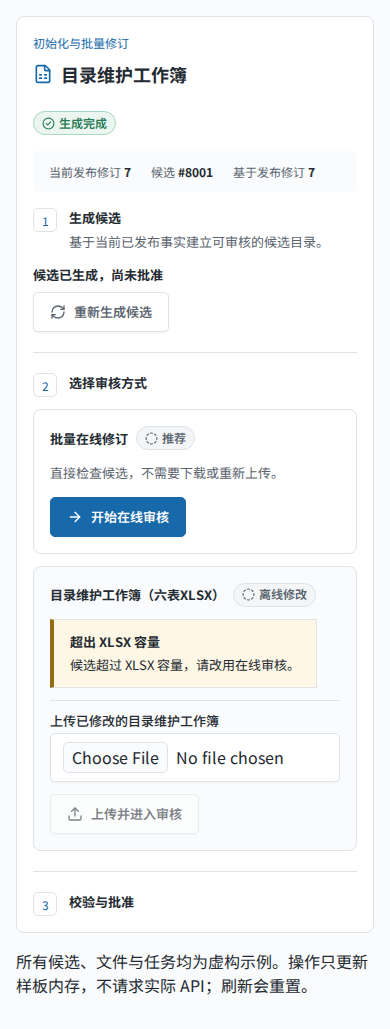 初始化与批量修订
目录维护工作簿
生成完成
当前发布修订 7 候选 #8001 基于发布修订 7
1 生成候选
基于当前已发布事实建立可审核的候选目录。
候选已生成，尚未批准
重新生成候选
2 选择审核方式
批量在线修订 推荐
直接检查候选，不需要下载或重新上传。
开始在线审核
目录维护工作簿（六表XLSX） 离线修改
超出 XLSX 容量
候选超过 XLSX 容量，请改用在线审核。
上传已修改的目录维护工作簿
Choose File No file chosen
上传并进入审核
3 校验与批准
所有候选、文件与任务均为虚构示例。操作只更新
样板内存，不请求实际 API；刷新会重置。